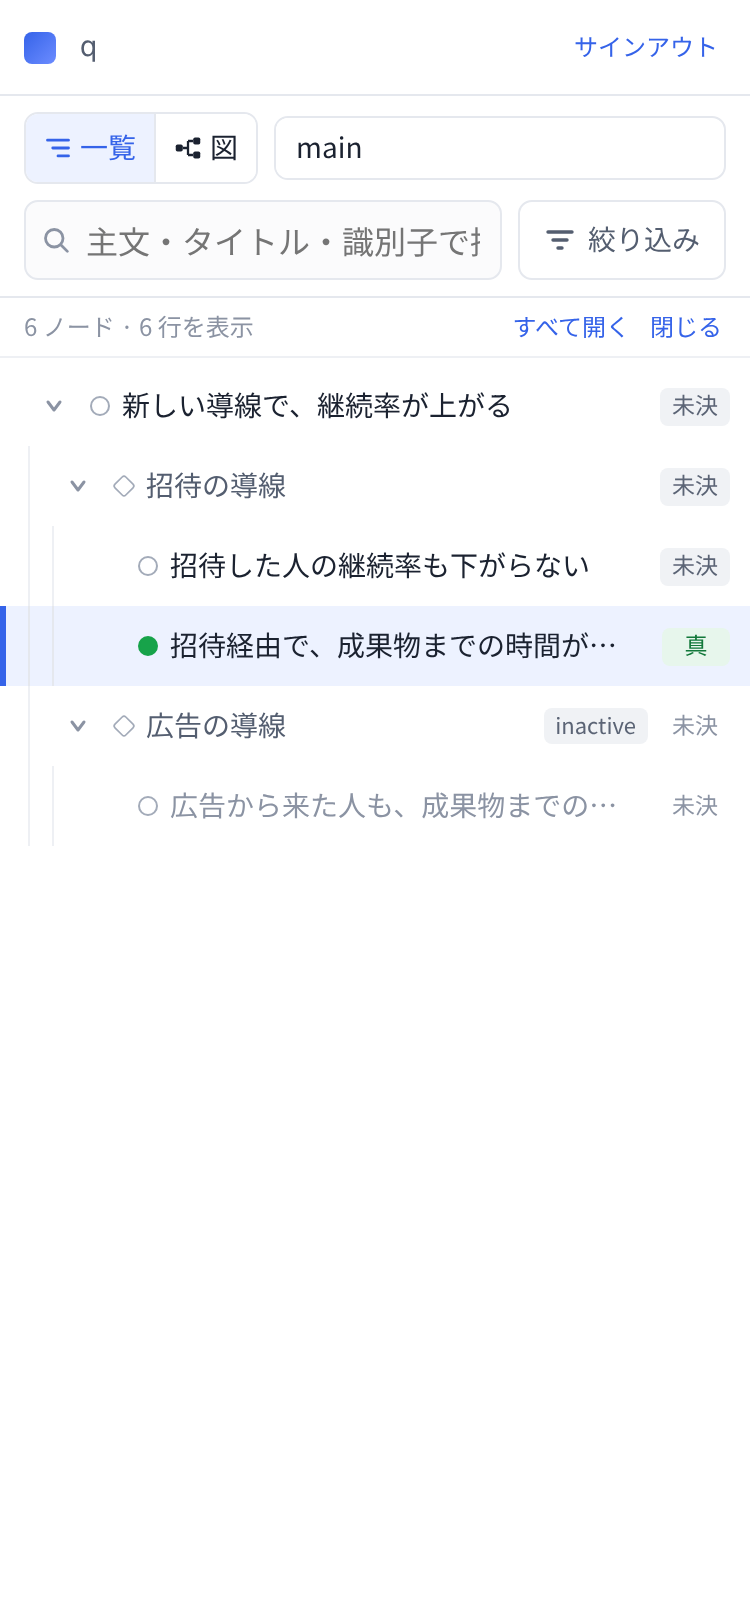 q サインアウト
一覧 図 main
主文・タイトル・識別子で 絞り込み
6 ノード · 6 行を表示 すべて開く 閉じる
新しい導線で、継続率が上がる 未決
招待の導線 未決
招待した人の継続率も下がらない 未決
招待経由で、成果物までの時間が… 真
広告の導線 inactive 未決
広告から来た人も、成果物までの… 未決